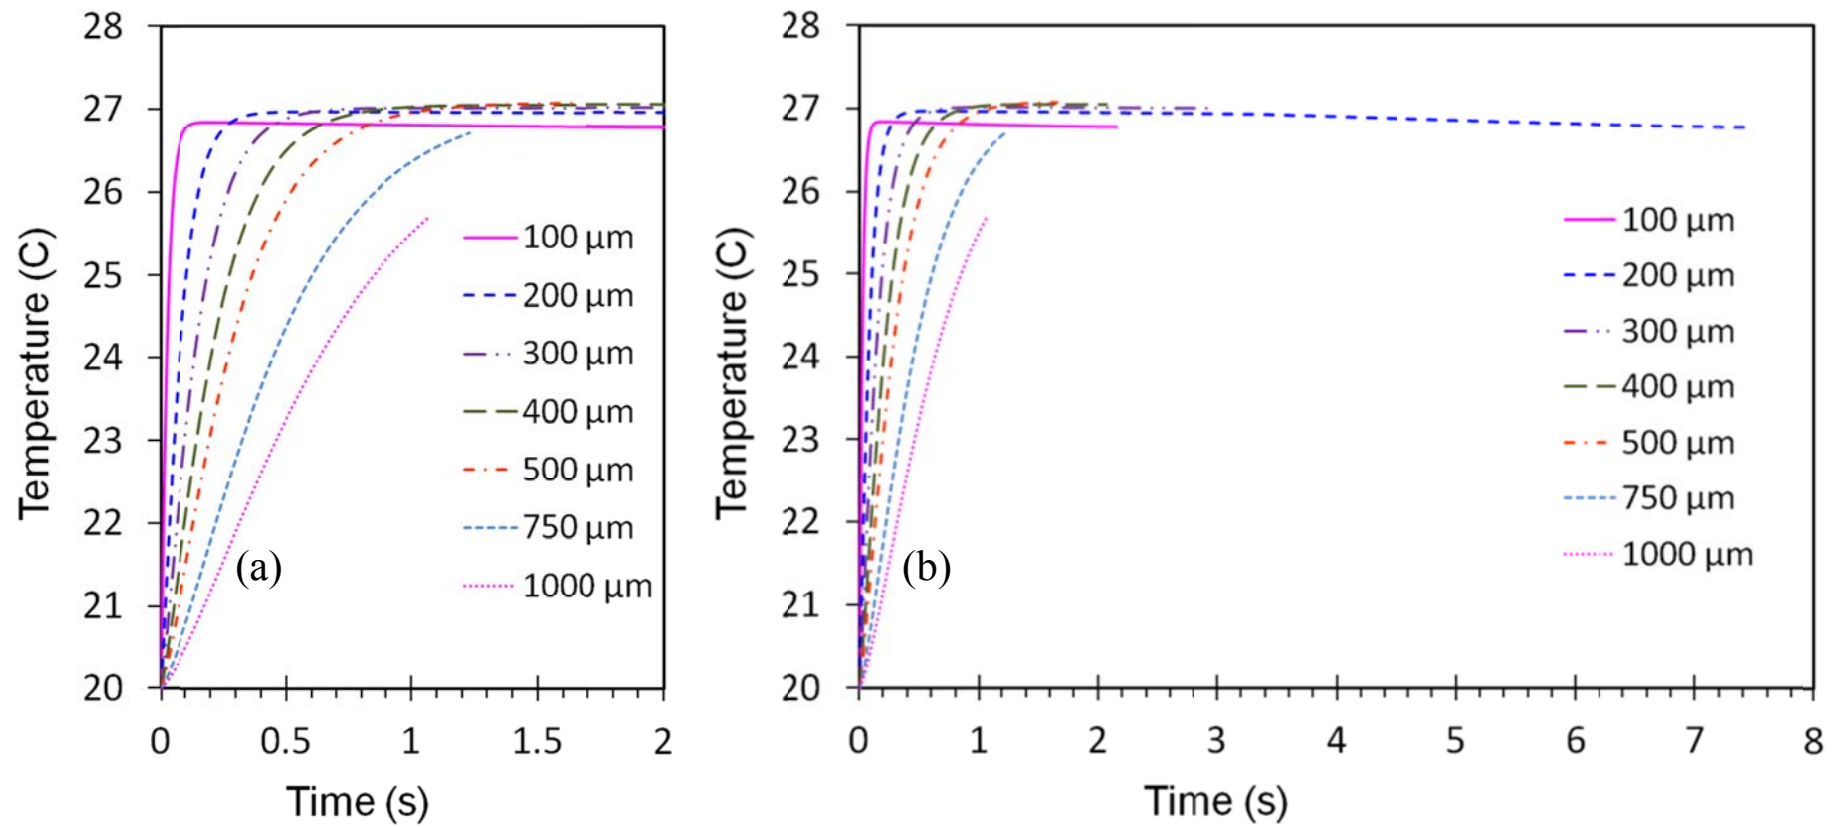 28
27
26
25
24
23
22
21
20
Temperature (C)
100 µm
200 µm
300 µm
400 µm
500 µm
750 µm
1000 µm
(a)
0 0.5 1 1.5 2
Time (s)
28
27
26
25
24
23
22
21
20
Temperature (C)
100 µm
200 µm
300 µm
400 µm
500 µm
750 µm
1000 µm
(b)
0 1 2 3 4 5 6 7 8
Time (s)